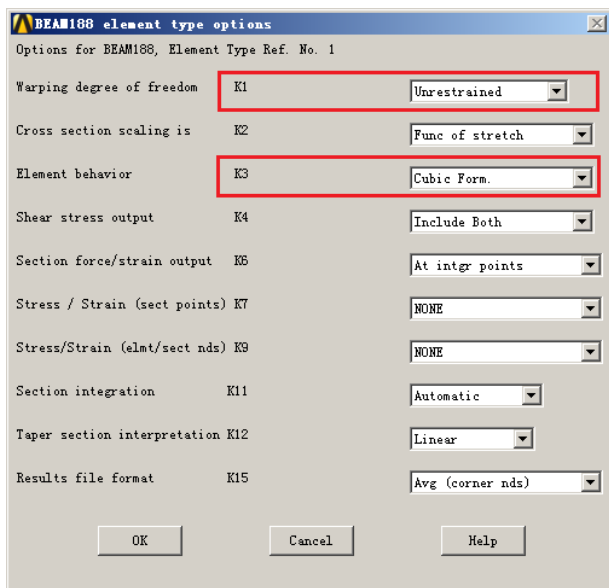 BEAM188 element type options
Options for BEAM188, Element Type Ref. No. 1
Warping degree of freedom K1 Unrestrained
Cross section scaling is K2 Func of stretch
Element behavior K3 Cubic Form.
Shear stress output K4 Include Both
Section force/strain output K6 At intgr points
Stress / Strain (sect points) K7 NONE
Stress/Strain (elmt/sect nds) K9 NONE
Section integration K11 Automatic
Taper section interpretation K12 Linear
Results file format K15 Avg (corner nds)
OK Cancel Help